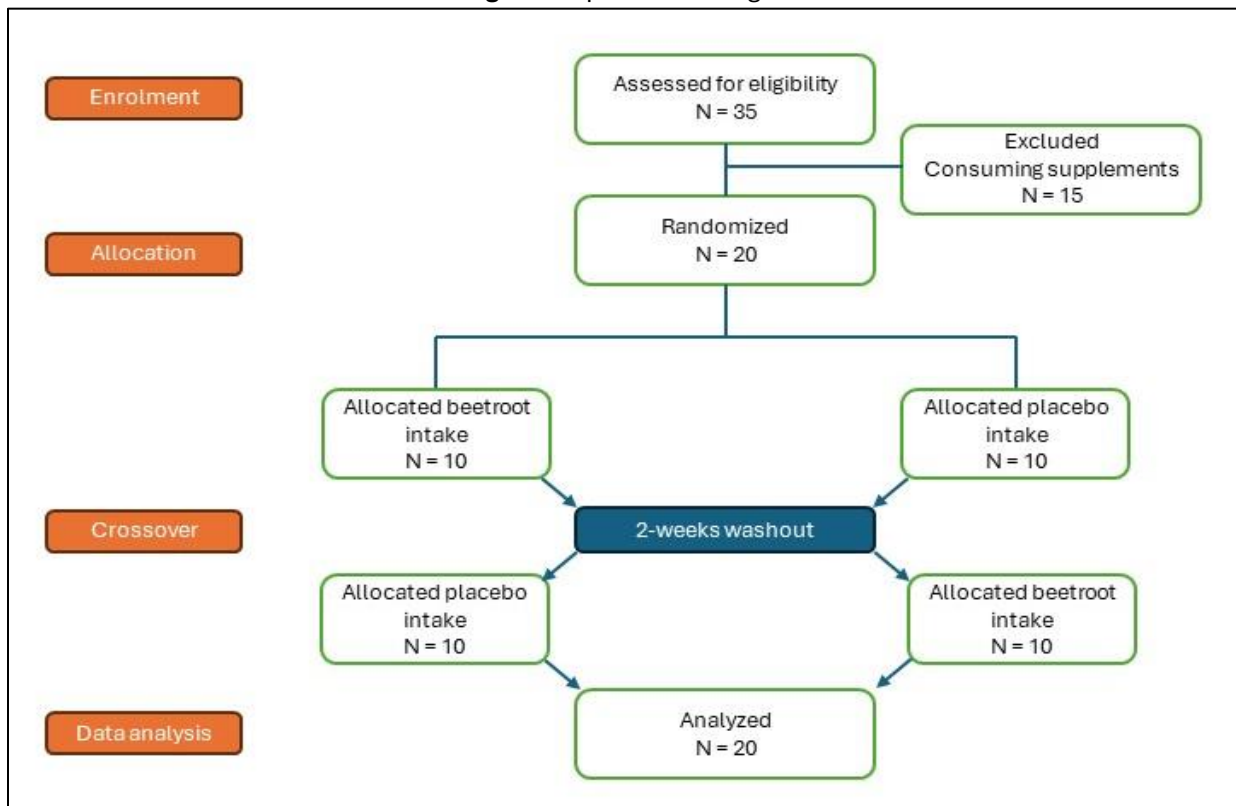 Enrolment
Assessed for eligibility
N = 35
Excluded
Consuming supplements
N = 15
Allocation
Randomized
N = 20
Allocated beetroot
intake
N = 10
Allocated placebo
intake
N = 10
Crossover
2-weeks washout
Allocated placebo
intake
N = 10
Allocated beetroot
intake
N = 10
Data analysis
Analyzed
N = 20